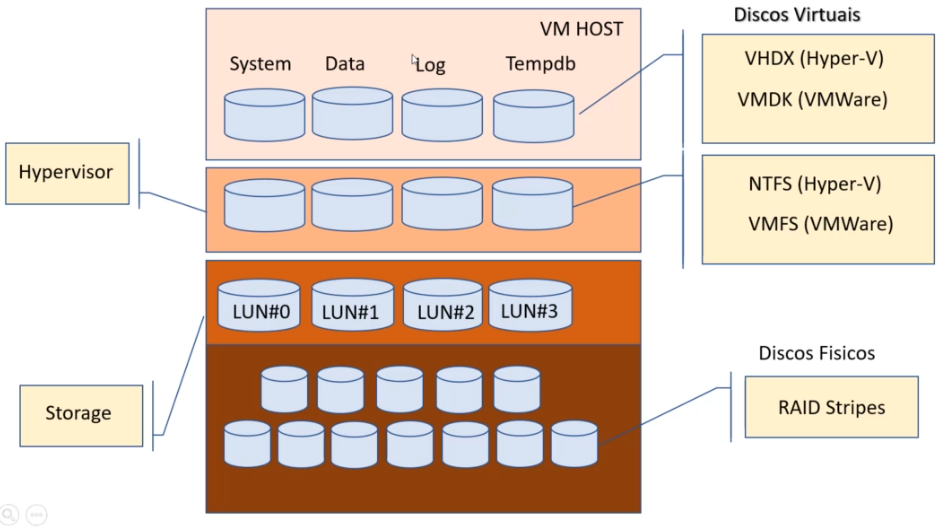 Discos Virtuais
VM HOST
System Data Log Tempdb
VHDX (Hyper-V)
VMDK (VMWare)
Hypervisor
NTFS (Hyper-V)
VMFS (VMWare)
LUN#0 LUN#1 LUN#2 LUN#3
Storage
Discos Fisicos
RAID Stripes